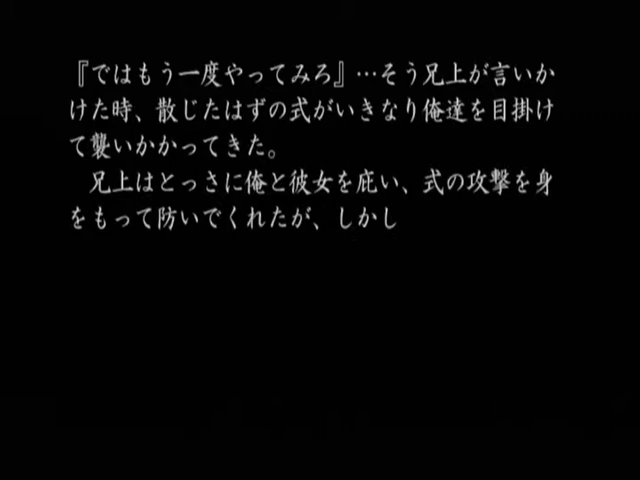 『ではもう一度やってみろ』…そう兄上が言いか
けた時、散じたはずの式がいきなり俺達を目掛け
て襲いかかってきた。
　兄上はとっさに俺と彼女を庇い、式の攻撃を身
をもって防いでくれたが、しかし